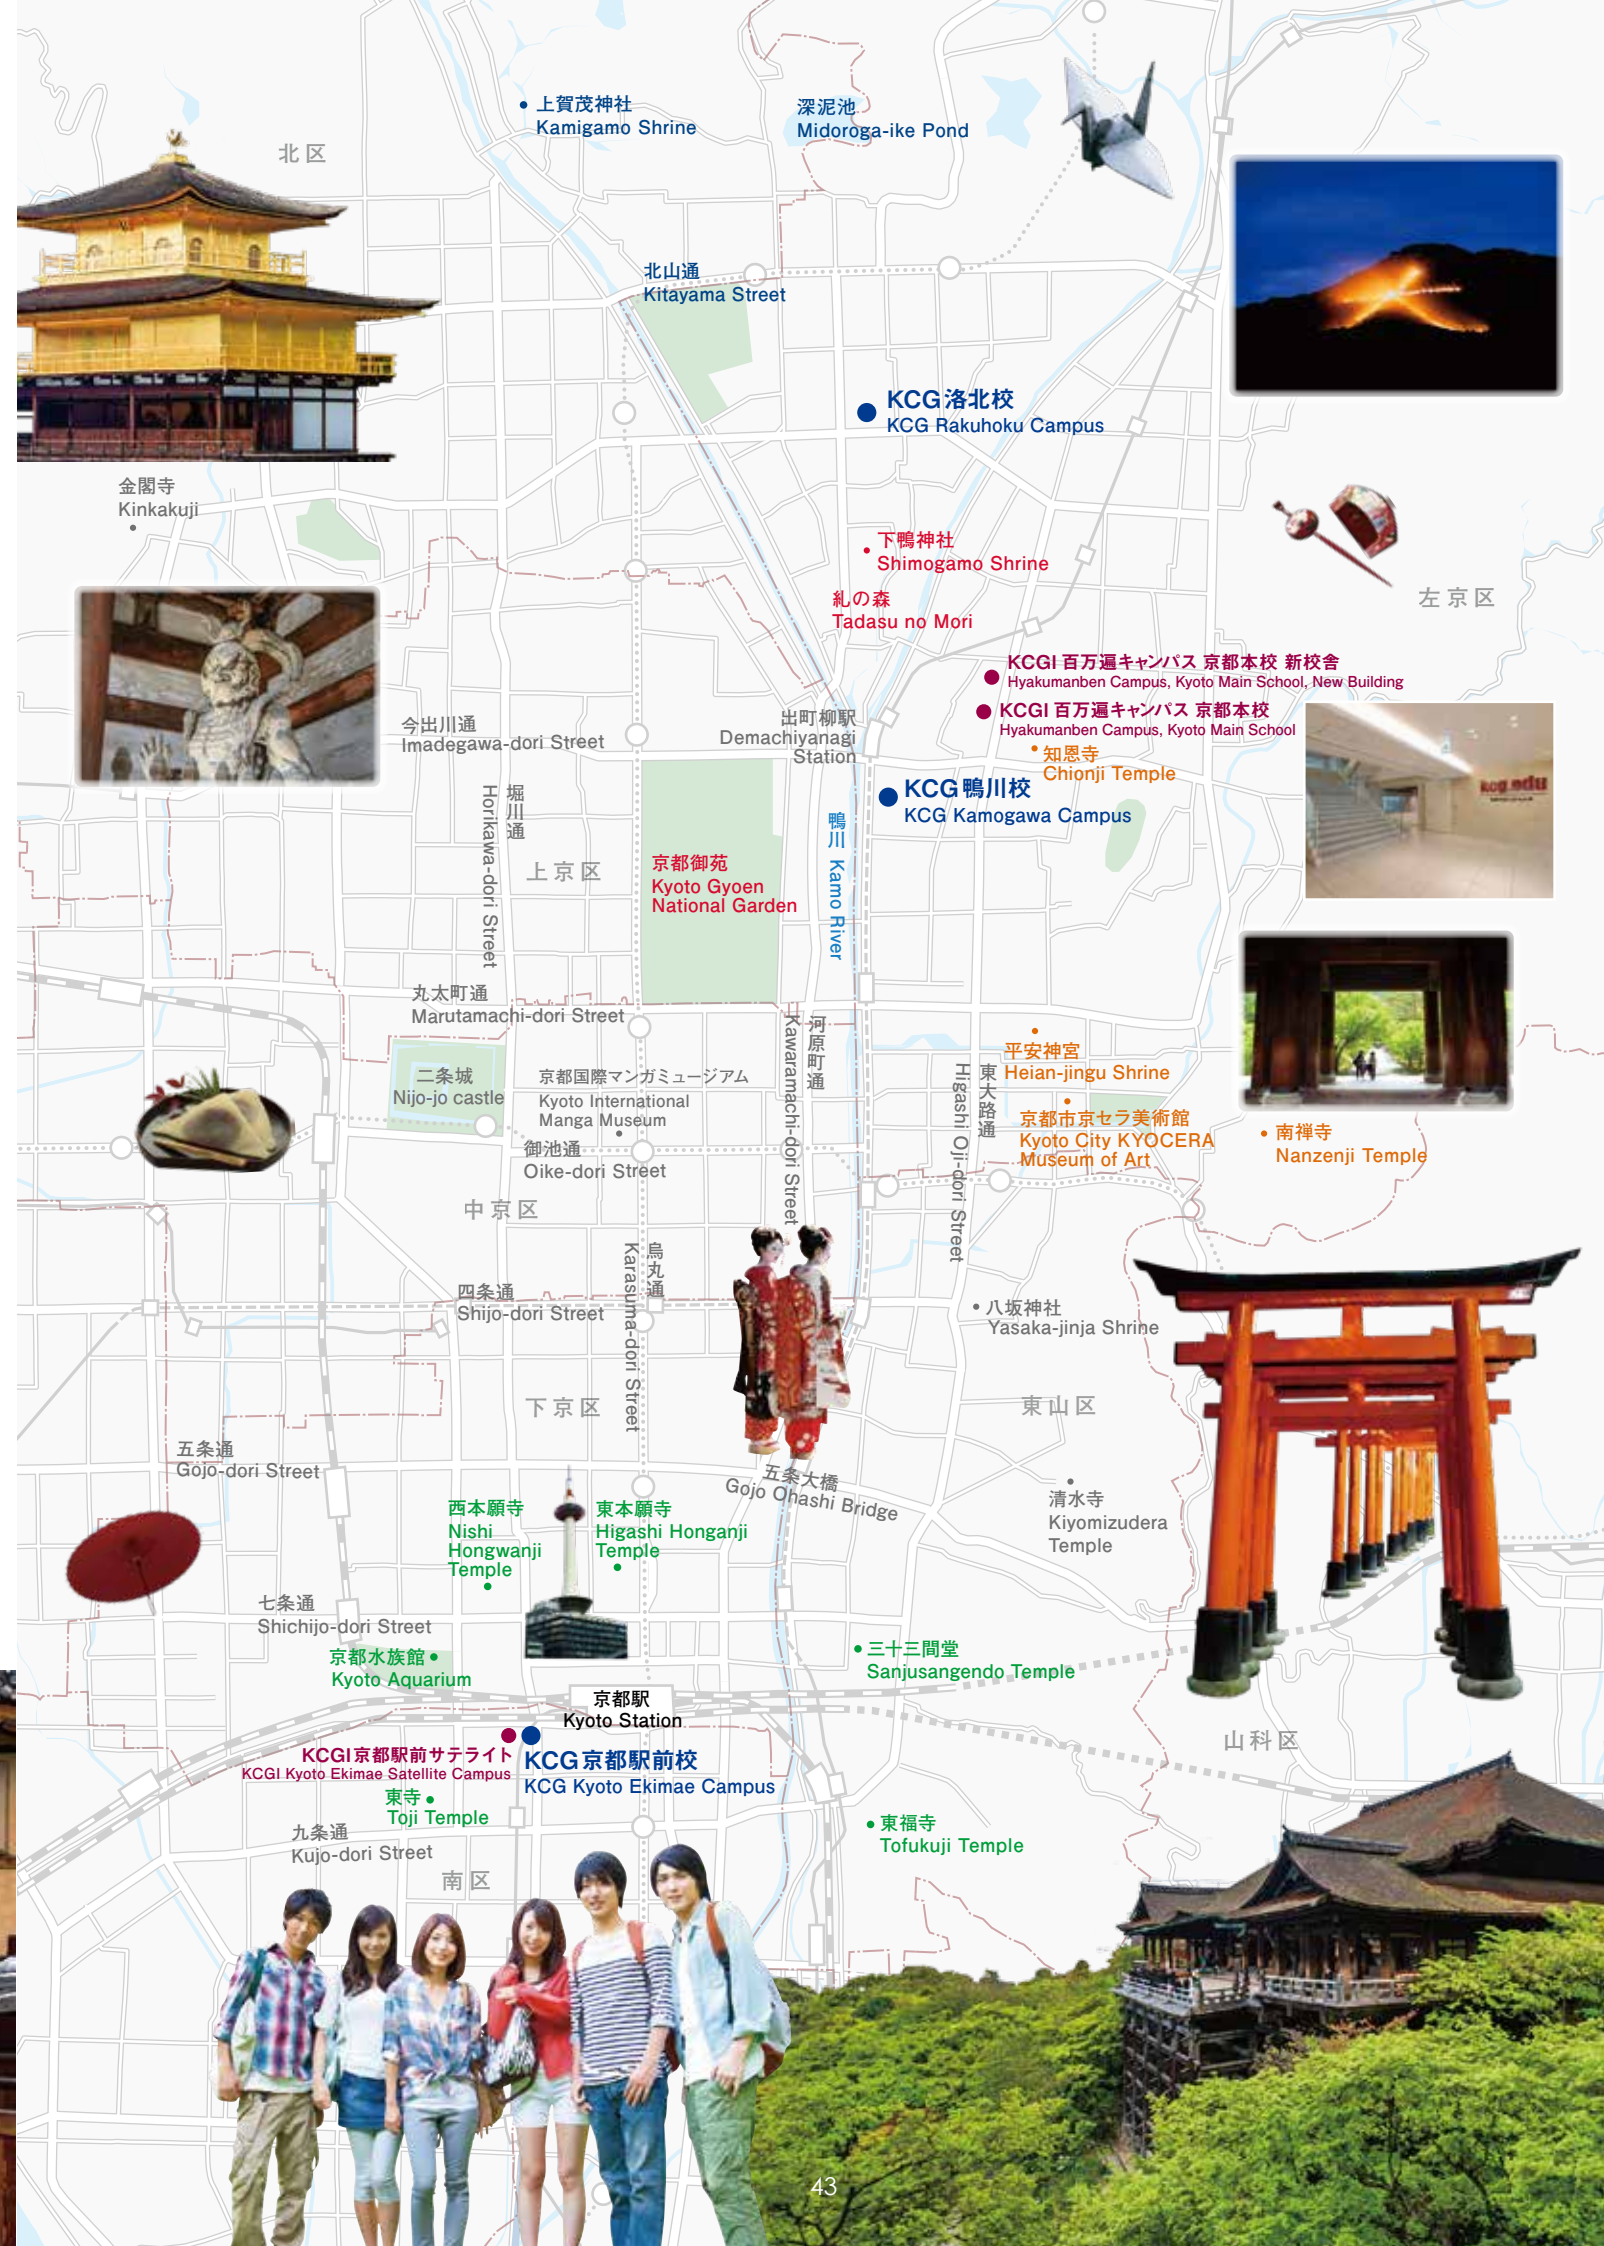 上賀茂神社
Kamigamo Shrine
深泥池
Midoroga-ike Pond
北区
北山通
Kitayama Street
KCG洛北校
KCG Rakuhoku Campus
金閣寺
Kinkakuji
下鴨神社
Shimogamo Shrine
糺の森
Tadasu no Mori
左京区
KCGI 百万遍キャンパス 京都本校 新校舎
Hyakumanben Campus, Kyoto Main School, New Building
KCGI 百万遍キャンパス 京都本校
Hyakumanben Campus, Kyoto Main School
今出川通
Imadegawa-dori Street
出町柳駅
Demachiyanagi
Station
知恩寺
Chionji Temple
KCG鴨川校
KCG Kamogawa Campus
kcg.edu
堀川通
Horikawa-dori Street
上京区
京都御苑
Kyoto Gyoen
National Garden
鴨川 Kamo River
丸太町通
Marutamachi-dori Street
河原町通
Kawaramachi-dori Street
平安神宮
Heian-jingu Shrine
東大路通
Higashi Oji-dori Street
二条城
Nijo-jo castle
京都国際マンガミュージアム
Kyoto International
Manga Museum
京都市京セラ美術館
Kyoto City KYOCERA
Museum of Art
南禅寺
Nanzenji Temple
御池通
Oike-dori Street
中京区
烏丸通
Karasuma-dori Street
四条通
Shijo-dori Street
八坂神社
Yasaka-jinja Shrine
下京区
東山区
五条通
Gojo-dori Street
五条大橋
Gojo Ohashi Bridge
清水寺
Kiyomizudera
Temple
西本願寺
Nishi
Hongwanji
Temple
東本願寺
Higashi Honganji
Temple
七条通
Shichijo-dori Street
京都水族館
Kyoto Aquarium
三十三間堂
Sanjusangendo Temple
京都駅
Kyoto Station
山科区
KCGI京都駅前サテライト
KCGI Kyoto Ekimae Satellite Campus
KCG京都駅前校
KCG Kyoto Ekimae Campus
東寺
Toji Temple
東福寺
Tofukuji Temple
九条通
Kujo-dori Street
南区
43